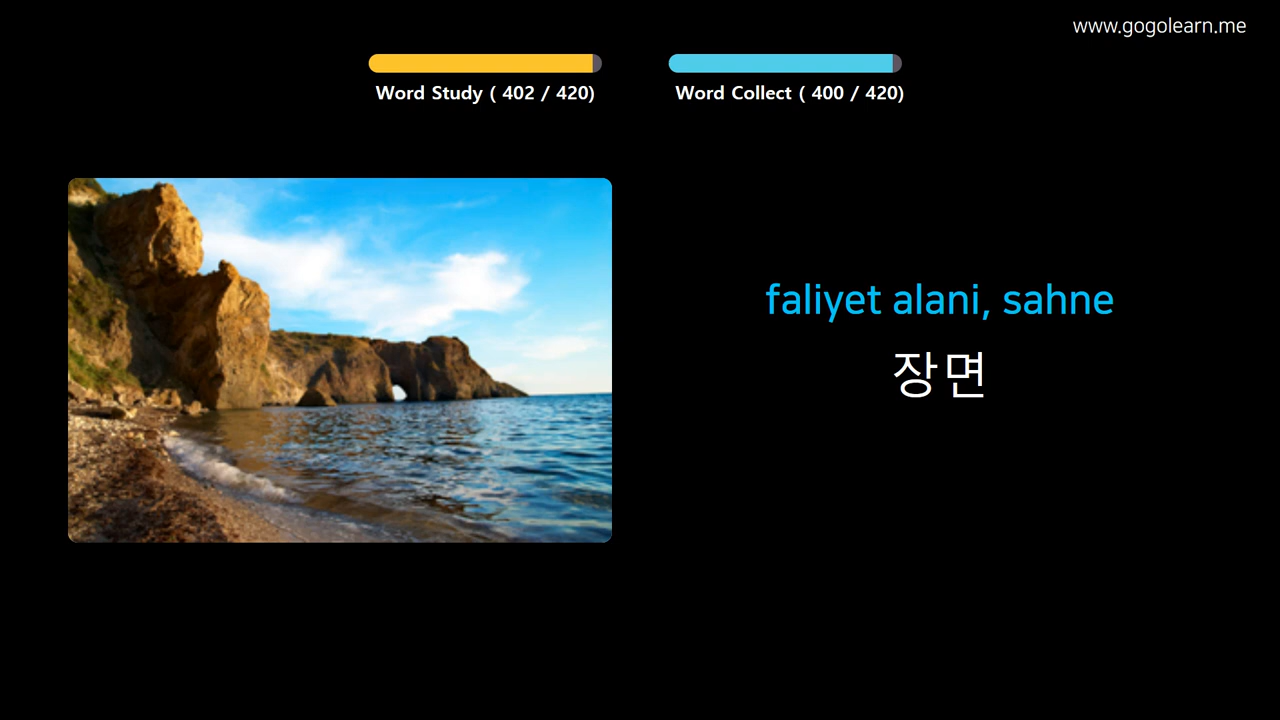 www.gogolearn.me
Word Study ( 402 / 420)
Word Collect ( 400 / 420)
faliyet alani, sahne
장면